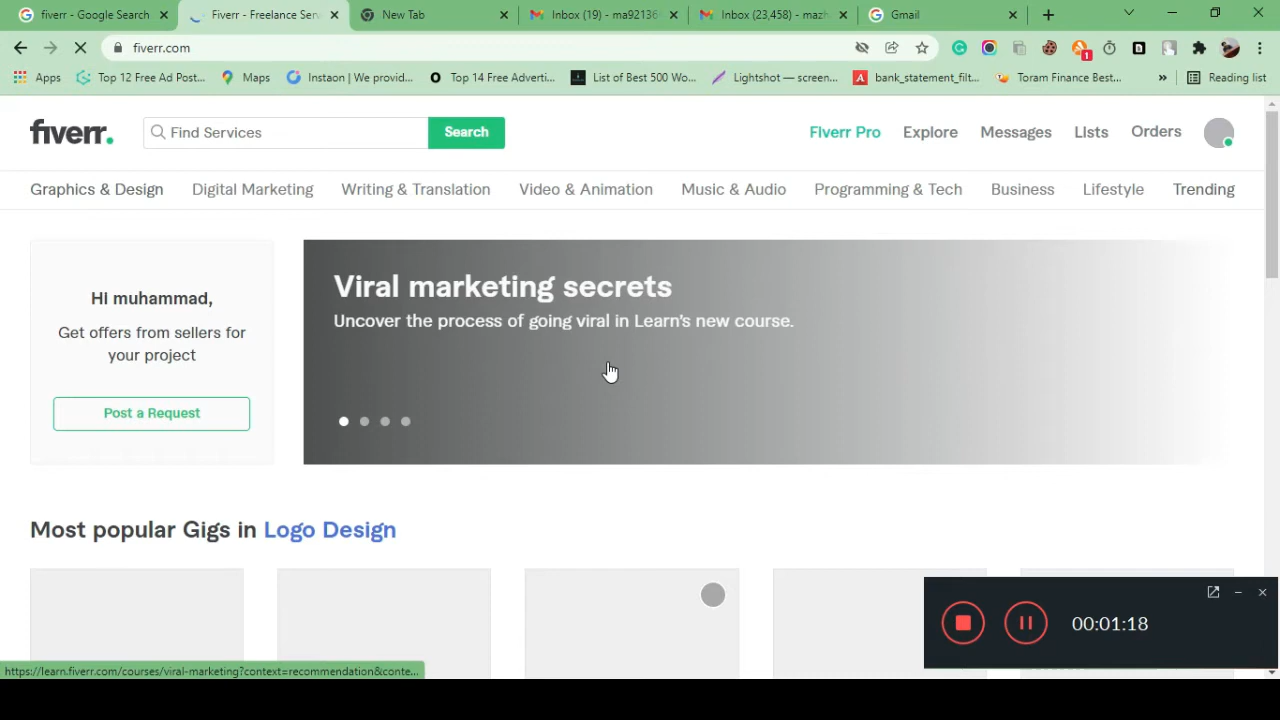 fiverr - Google Search
Fiverr - Freelance Serv
New Tab
Inbox (19) - ma92136
Inbox (23,458) - mazh
Gmail
fiverr.com
1
Apps
Top 12 Free Ad Post...
Maps
Instaon | We provid...
Top 14 Free Adverti...
List of Best 500 Wo...
Lightshot — screen...
bank_statement_filt...
Toram Finance Best...
»
Reading list
fiverr.
Find Services
Search
Fiverr Pro
Explore
Messages
Lists
Orders
Graphics & Design
Digital Marketing
Writing & Translation
Video & Animation
Music & Audio
Programming & Tech
Business
Lifestyle
Trending
Hi muhammad,
Get offers from sellers for
your project
Post a Request
Viral marketing secrets
Uncover the process of going viral in Learn's new course.
Most popular Gigs in Logo Design
00:01:18
https://learn.fiverr.com/courses/viral-marketing?context=recommendation&conte...